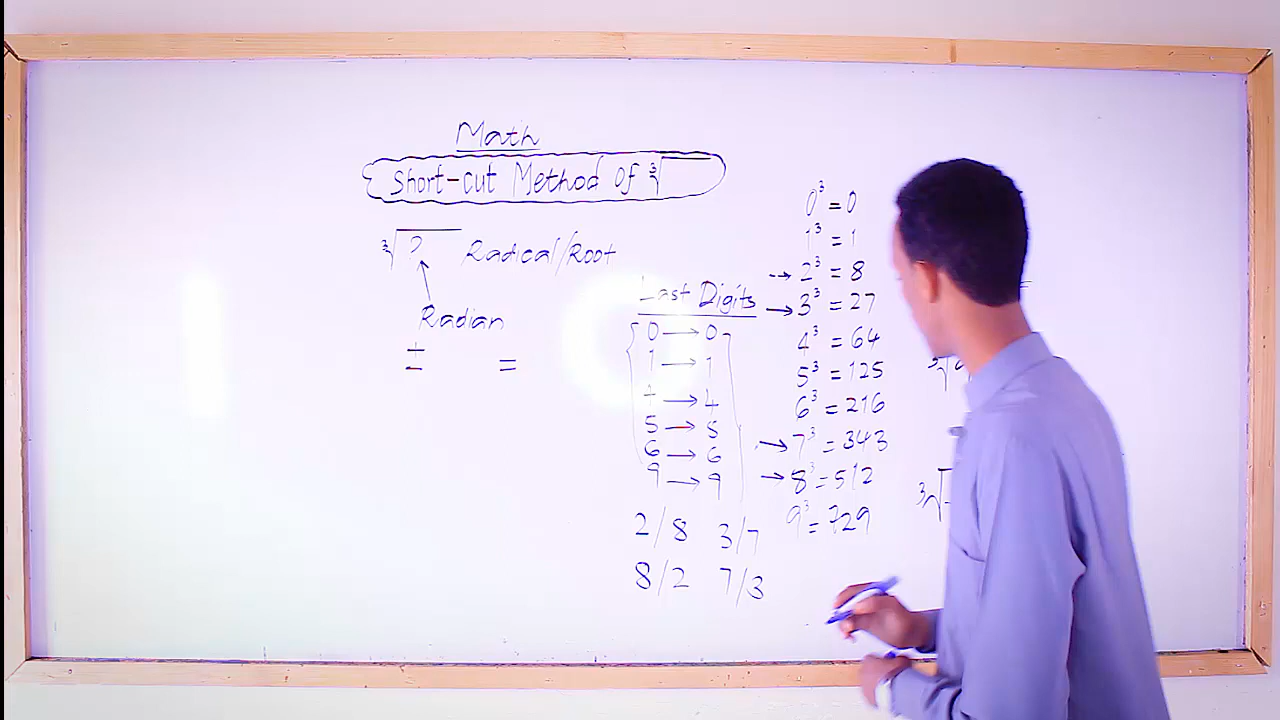 Math
Short-cut Method of ∛
∛? Radical/Root
Radian
± =
Last Digits
0 → 0
1 → 1
4 → 4
5 → 5
6 → 6
9 → 9
2/8 3/7
8/2 7/3
0³ = 0
1³ = 1
→ 2³ = 8
→ 3³ = 27
4³ = 64
5³ = 125
6³ = 216
→ 7³ = 343
→ 8³ = 512
9³ = 729